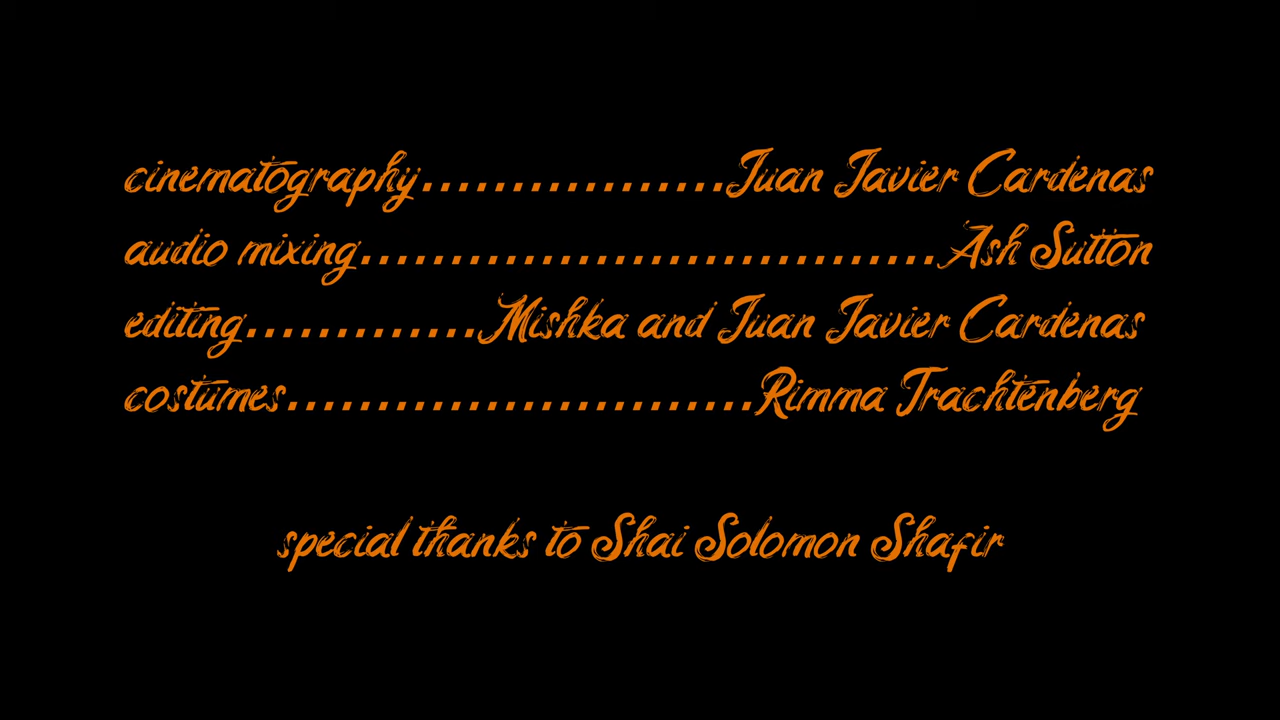 cinematography.................Juan Javier Cardenas
audio mixing................................Ash Sutton
editing.............Mishka and Juan Javier Cardenas
costumes..........................Rimma Trachtenberg
special thanks to Shai Solomon Shafir